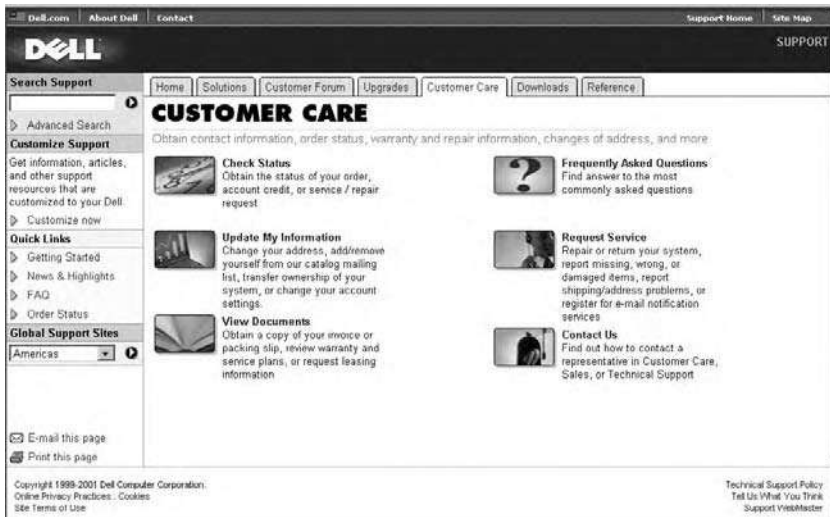 Dell.com About Dell Contact Support Home Site Map
DELL SUPPORT
Search Support
Advanced Search
Customize Support
Get information, articles,
and other support
resources that are
customized to your Dell.
Customize now
Quick Links
Getting Started
News & Highlights
FAQ
Order Status
Global Support Sites
Americas
E-mail this page
Print this page
Home Solutions Customer Forum Upgrades Customer Care Downloads Reference
CUSTOMER CARE
Obtain contact information, order status, warranty and repair information, changes of address, and more
Check Status
Obtain the status of your order,
account credit, or service / repair
request
Frequently Asked Questions
Find answer to the most
commonly asked questions
Update My Information
Change your address, add/remove
yourself from our catalog mailing
list, transfer ownership of your
system, or change your account
settings.
Request Service
Repair or return your system,
report missing, wrong, or
damaged items, report
shipping/address problems, or
register for e-mail notification
services
View Documents
Obtain a copy of your invoice or
packing slip, review warranty and
service plans, or request leasing
information
Contact Us
Find out how to contact a
representative in Customer Care,
Sales, or Technical Support
Copyright 1999-2001 Dell Computer Corporation.
Online Privacy Practices . Cookies
Site Terms of Use
Technical Support Policy
Tell Us What You Think
Support WebMaster